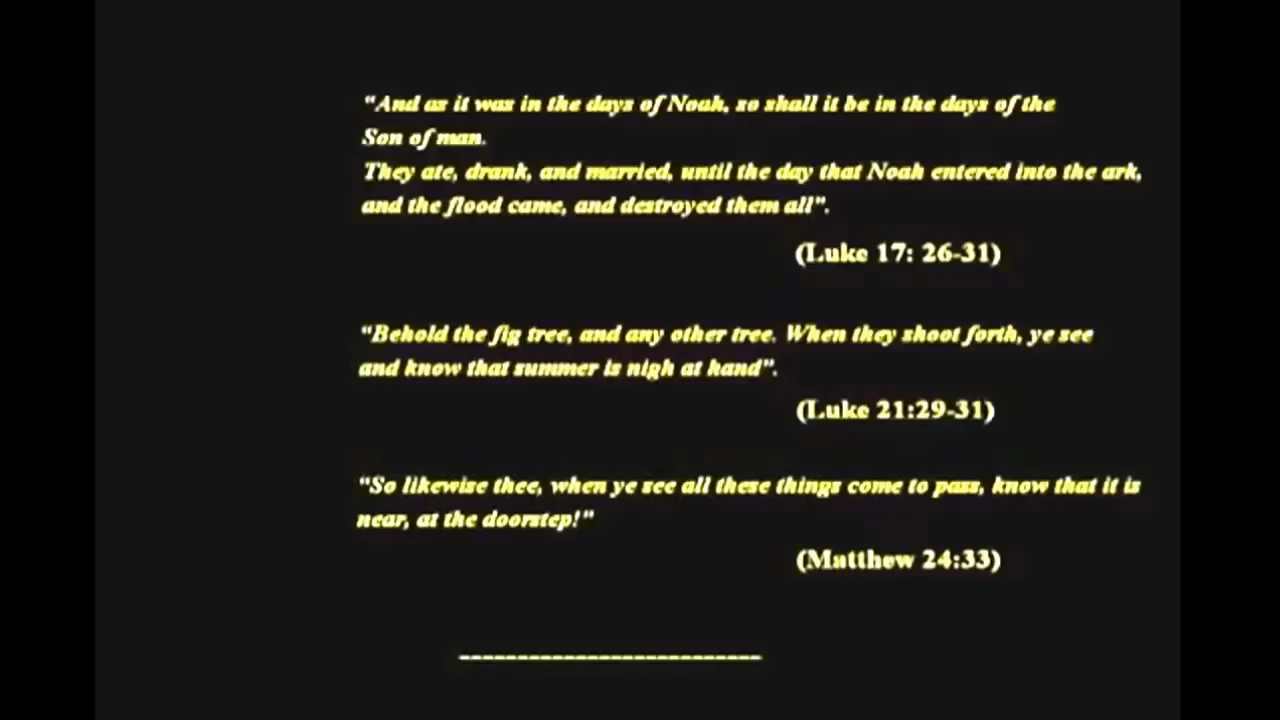 "And as it was in the days of Noah, so shall it be in the days of the
Son of man.
They ate, drank, and married, until the day that Noah entered into the ark,
and the flood came, and destroyed them all".
(Luke 17: 26-31)
"Behold the fig tree, and any other tree. When they shoot forth, ye see
and know that summer is nigh at hand".
(Luke 21:29-31)
"So likewise thee, when ye see all these things come to pass, know that it is
near, at the doorstep!"
(Matthew 24:33)
--------------------------